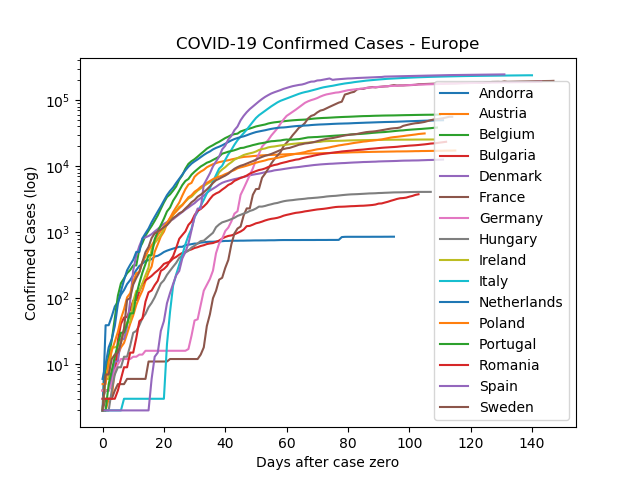 COVID-19 Confirmed Cases - Europe
Confirmed Cases (log)
10^5
10^4
10^3
10^2
10^1
0 20 40 60 80 100 120 140
Days after case zero
Andorra
Austria
Belgium
Bulgaria
Denmark
France
Germany
Hungary
Ireland
Italy
Netherlands
Poland
Portugal
Romania
Spain
Sweden